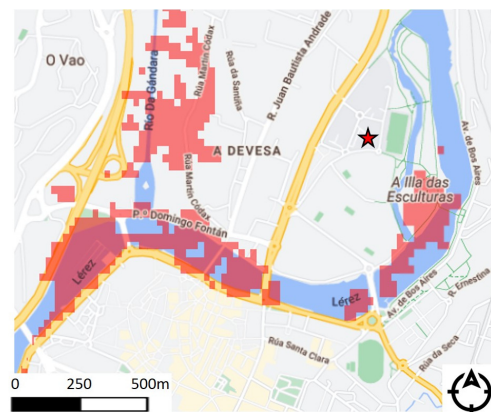 O Vao
Río Da Gándara
Rúa Martín Códax
Rúa da Santiña
R. Juan Bautista Andrade
A DEVESA
Rúa Martín Códax
P.º Domingo Fontán
Av. de Bos Aires
A Illa das
Esculturas
Lérez
Lérez
Av. de Bos Aires
R. Ernestina
Rúa Santa Clara
Rúa da Seca
0 250 500m